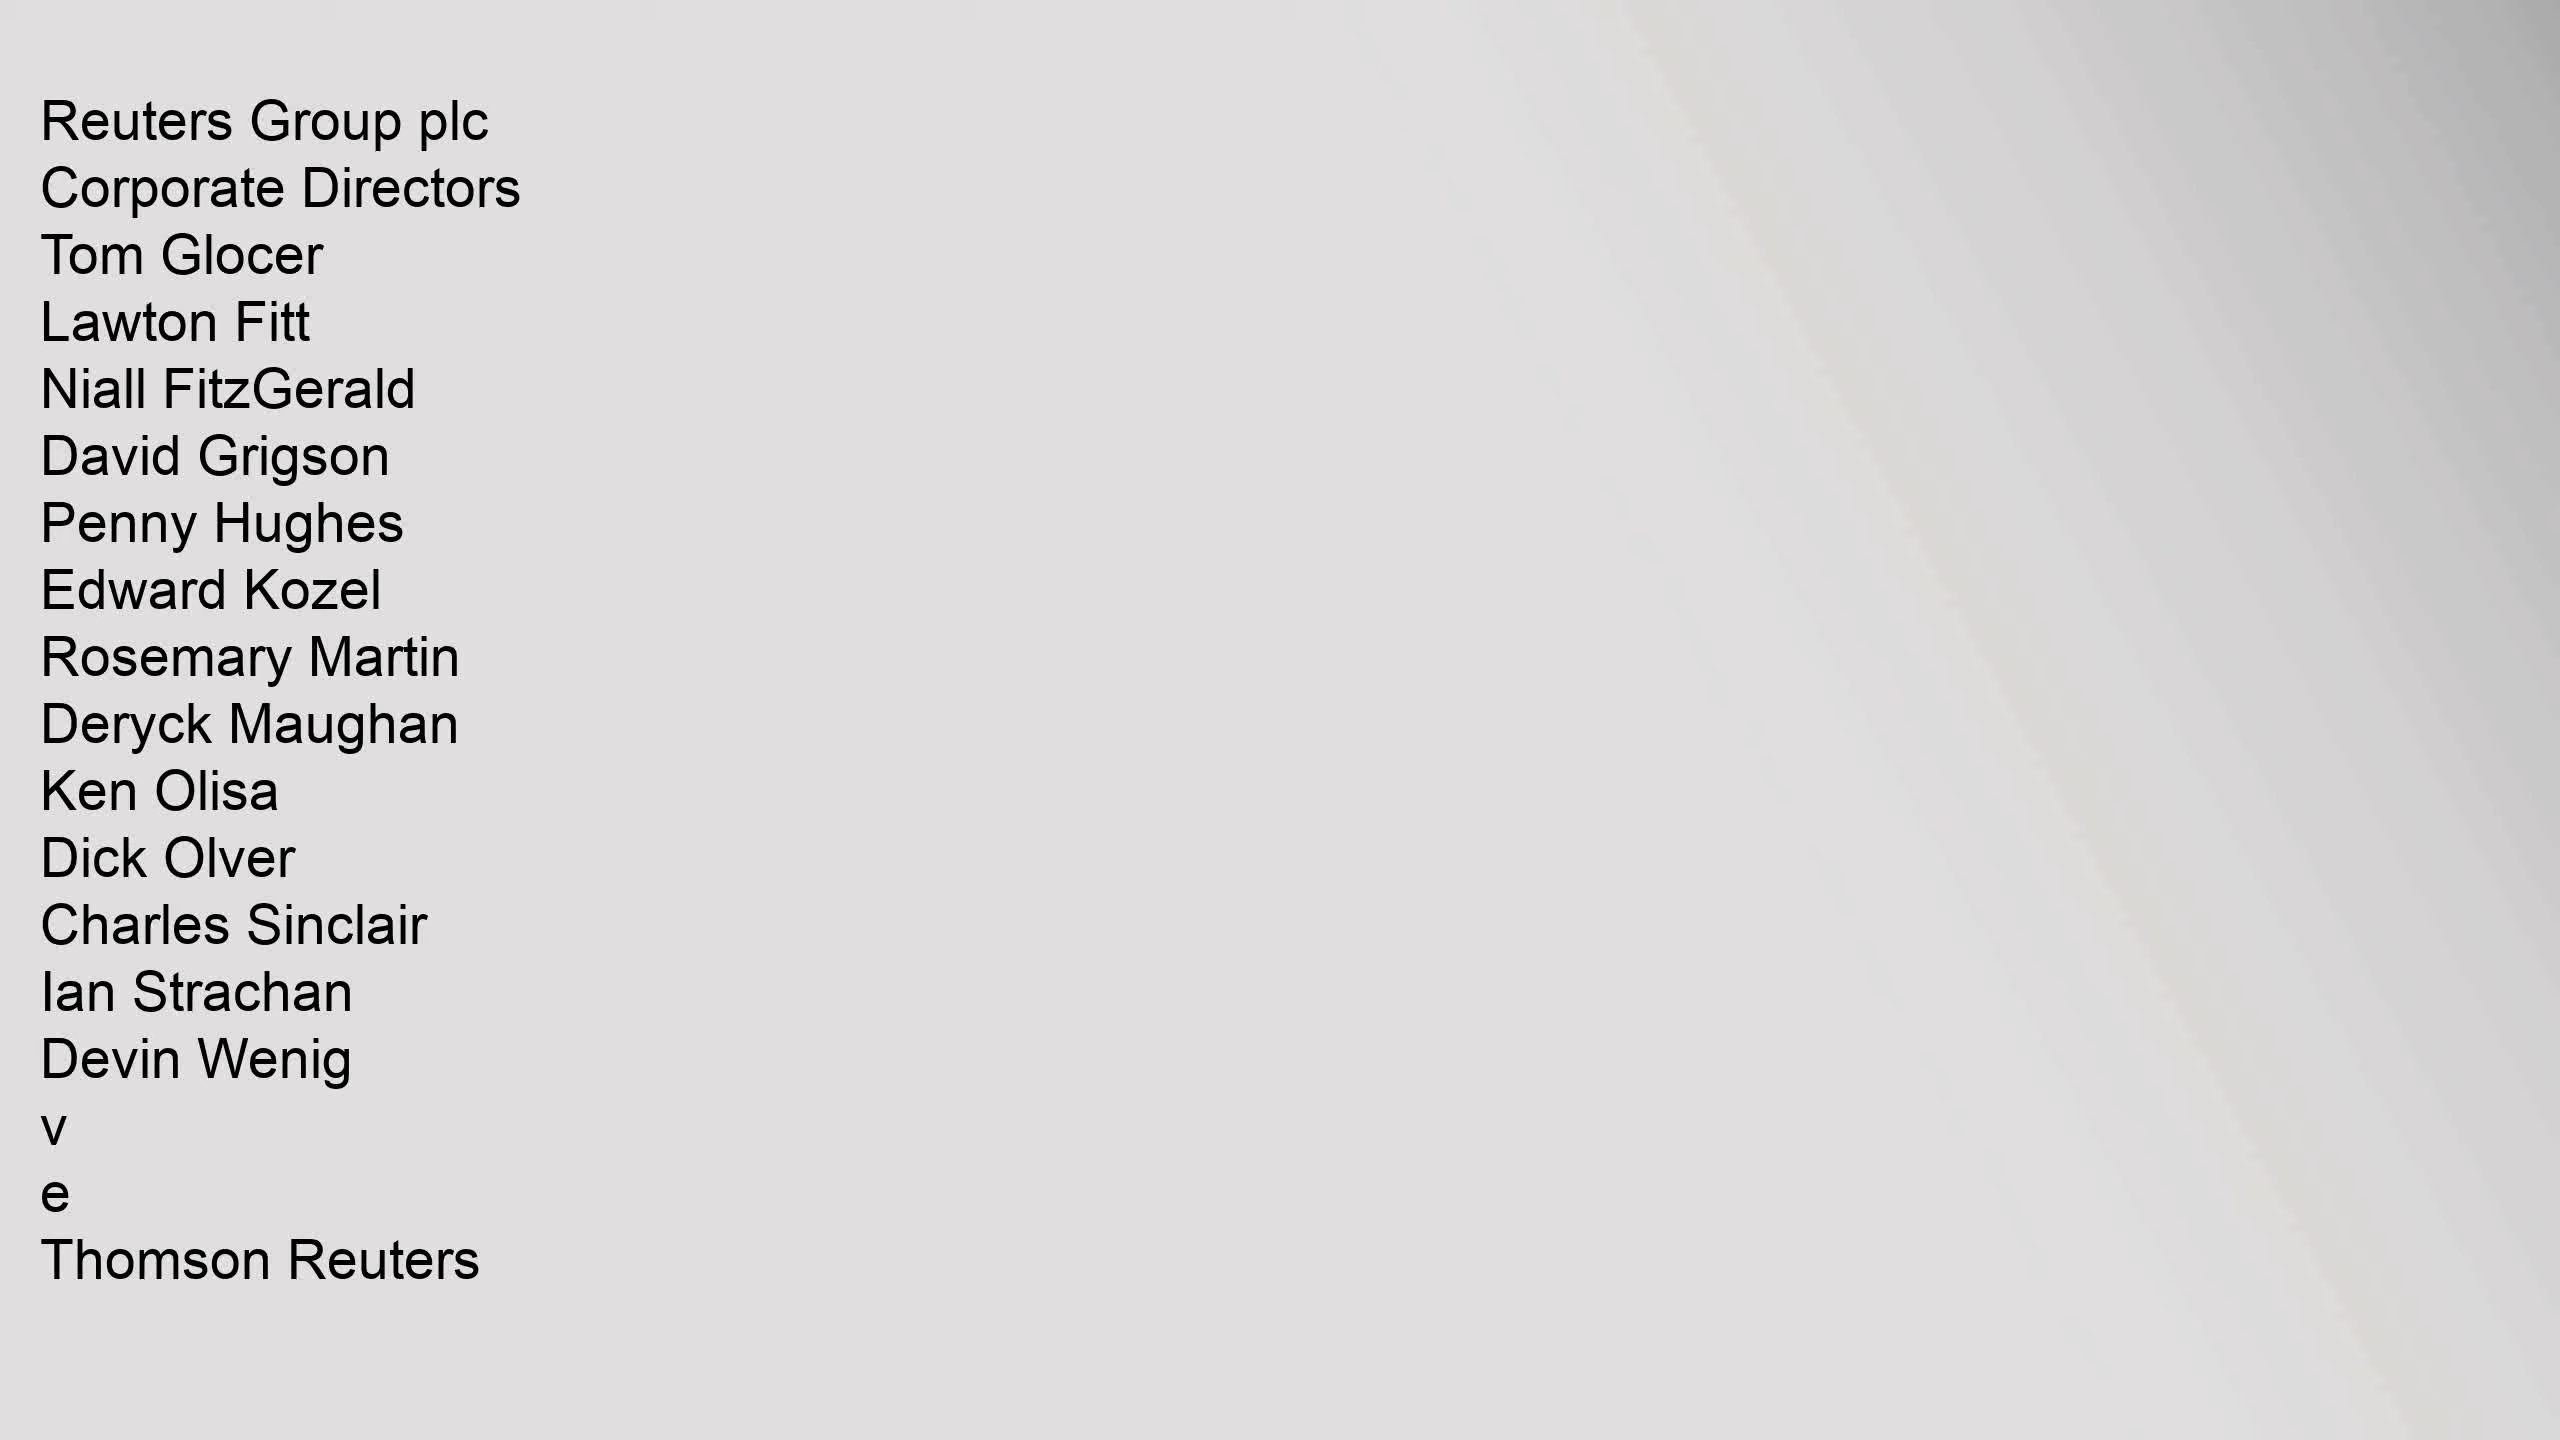 Reuters Group plc
Corporate Directors
Tom Glocer
Lawton Fitt
Niall FitzGerald
David Grigson
Penny Hughes
Edward Kozel
Rosemary Martin
Deryck Maughan
Ken Olisa
Dick Olver
Charles Sinclair
Ian Strachan
Devin Wenig
v
e
Thomson Reuters